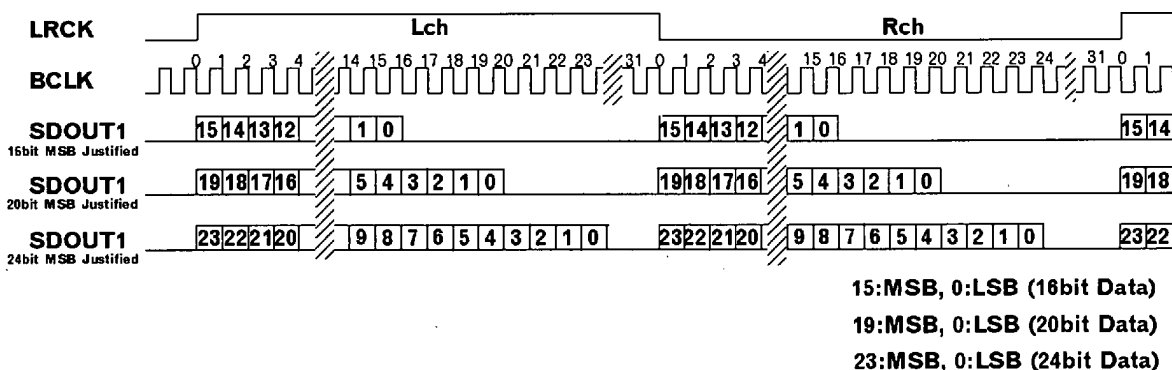 LRCK Lch Rch
0 1 2 3 4 14 15 16 17 18 19 20 21 22 23 31 0 1 2 3 4 15 16 17 18 19 20 21 22 23 24 31 0 1
BCLK
SDOUT1 15 14 13 12 1 0 15 14 13 12 1 0 15 14
16bit MSB Justified
SDOUT1 19 18 17 16 5 4 3 2 1 0 19 18 17 16 5 4 3 2 1 0 19 18
20bit MSB Justified
SDOUT1 23 22 21 20 9 8 7 6 5 4 3 2 1 0 23 22 21 20 9 8 7 6 5 4 3 2 1 0 23 22
24bit MSB Justified
15:MSB, 0:LSB (16bit Data)
19:MSB, 0:LSB (20bit Data)
23:MSB, 0:LSB (24bit Data)